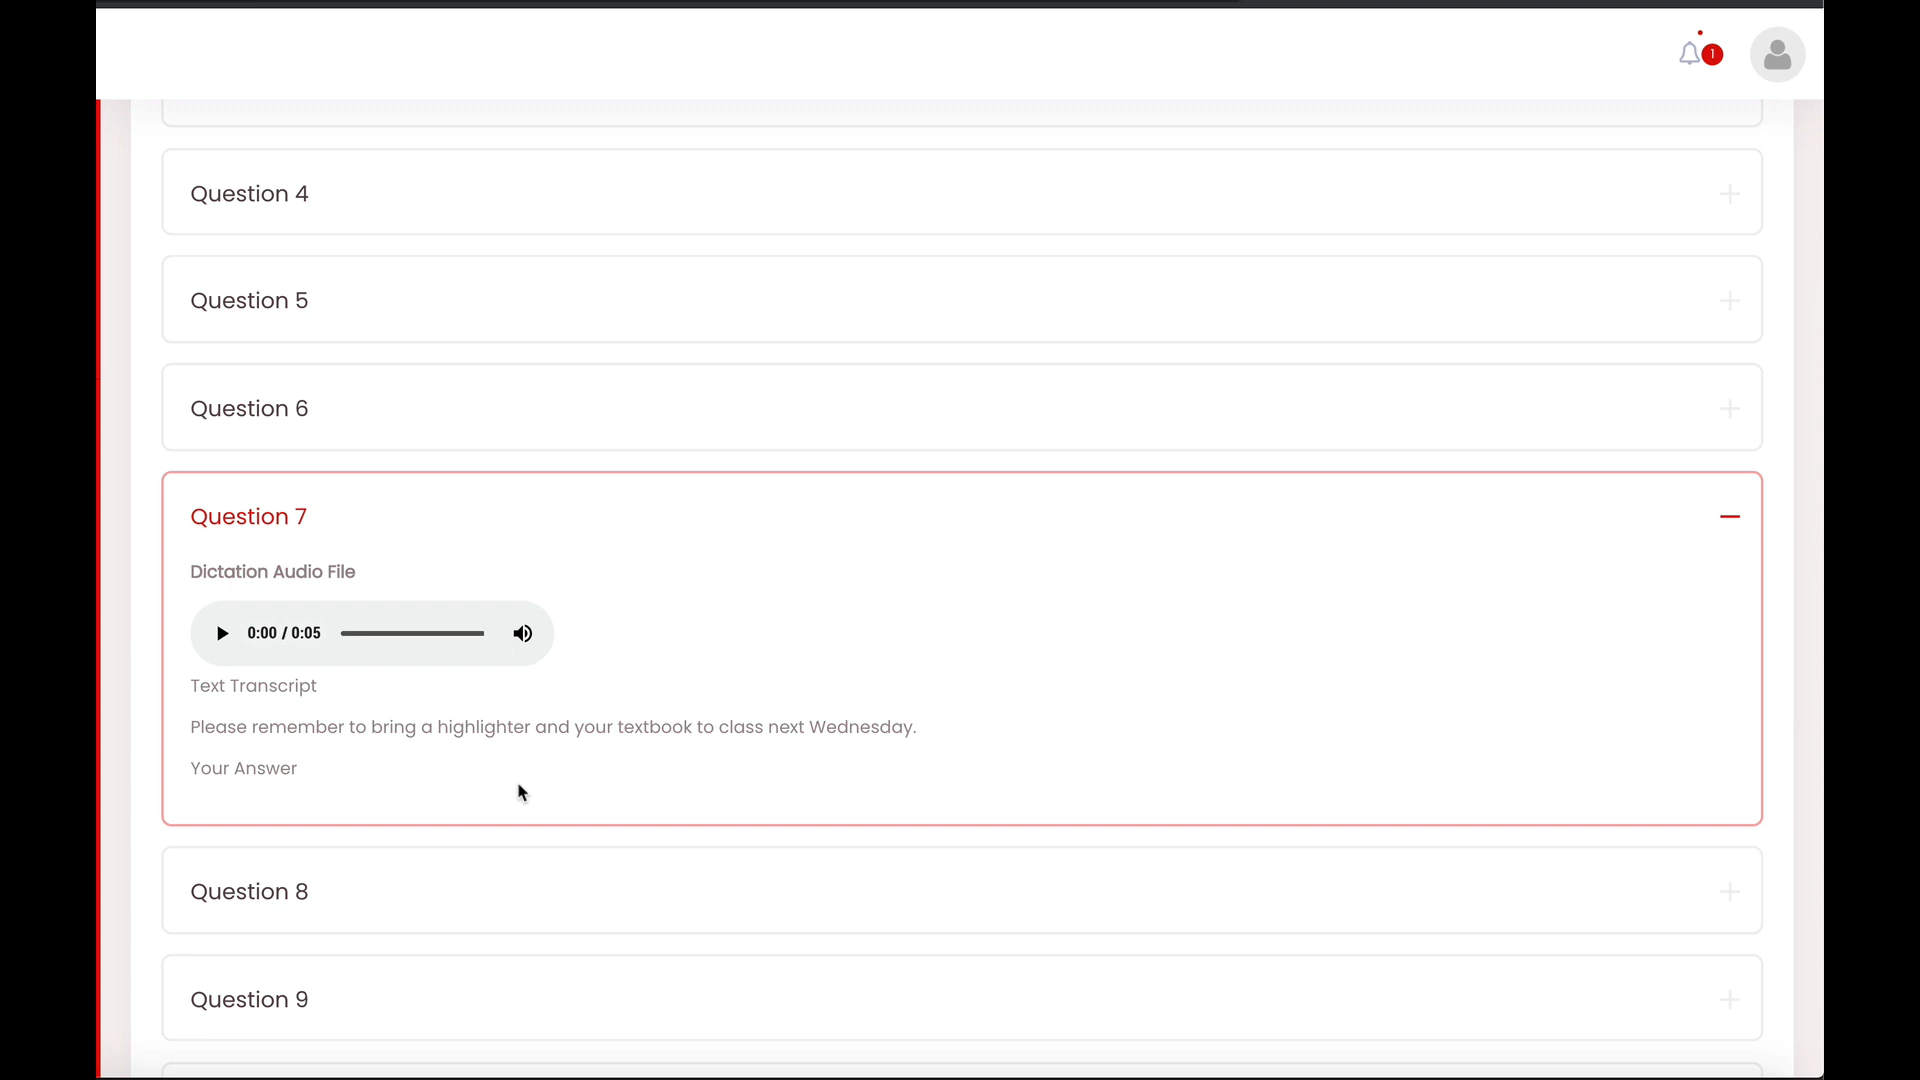 1
Question 4
Question 5
Question 6
Question 7
Dictation Audio File
0:00 / 0:05
Text Transcript
Please remember to bring a highlighter and your textbook to class next Wednesday.
Your Answer
Question 8
Question 9